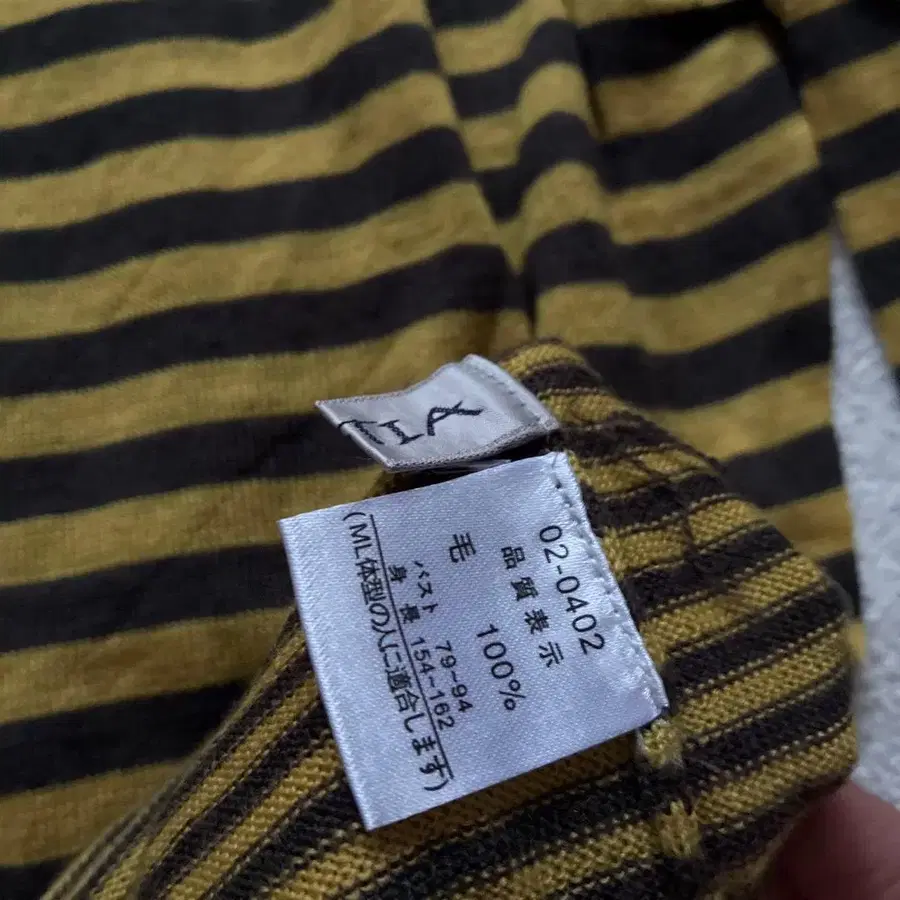 02-0402
品質表示
毛 100%
バスト 79-94
身長 154-162
(ML体型の人に適合します)